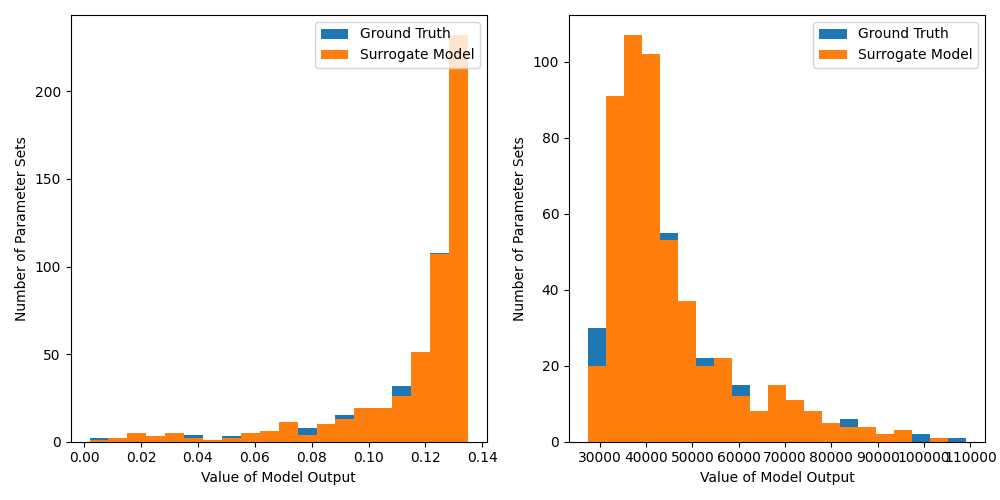 Ground Truth
Surrogate Model
200
150
100
50
0
Number of Parameter Sets
0.00 0.02 0.04 0.06 0.08 0.10 0.12 0.14
Value of Model Output
Ground Truth
Surrogate Model
100
80
60
40
20
0
Number of Parameter Sets
30000 40000 50000 60000 70000 80000 90000 100000 110000
Value of Model Output